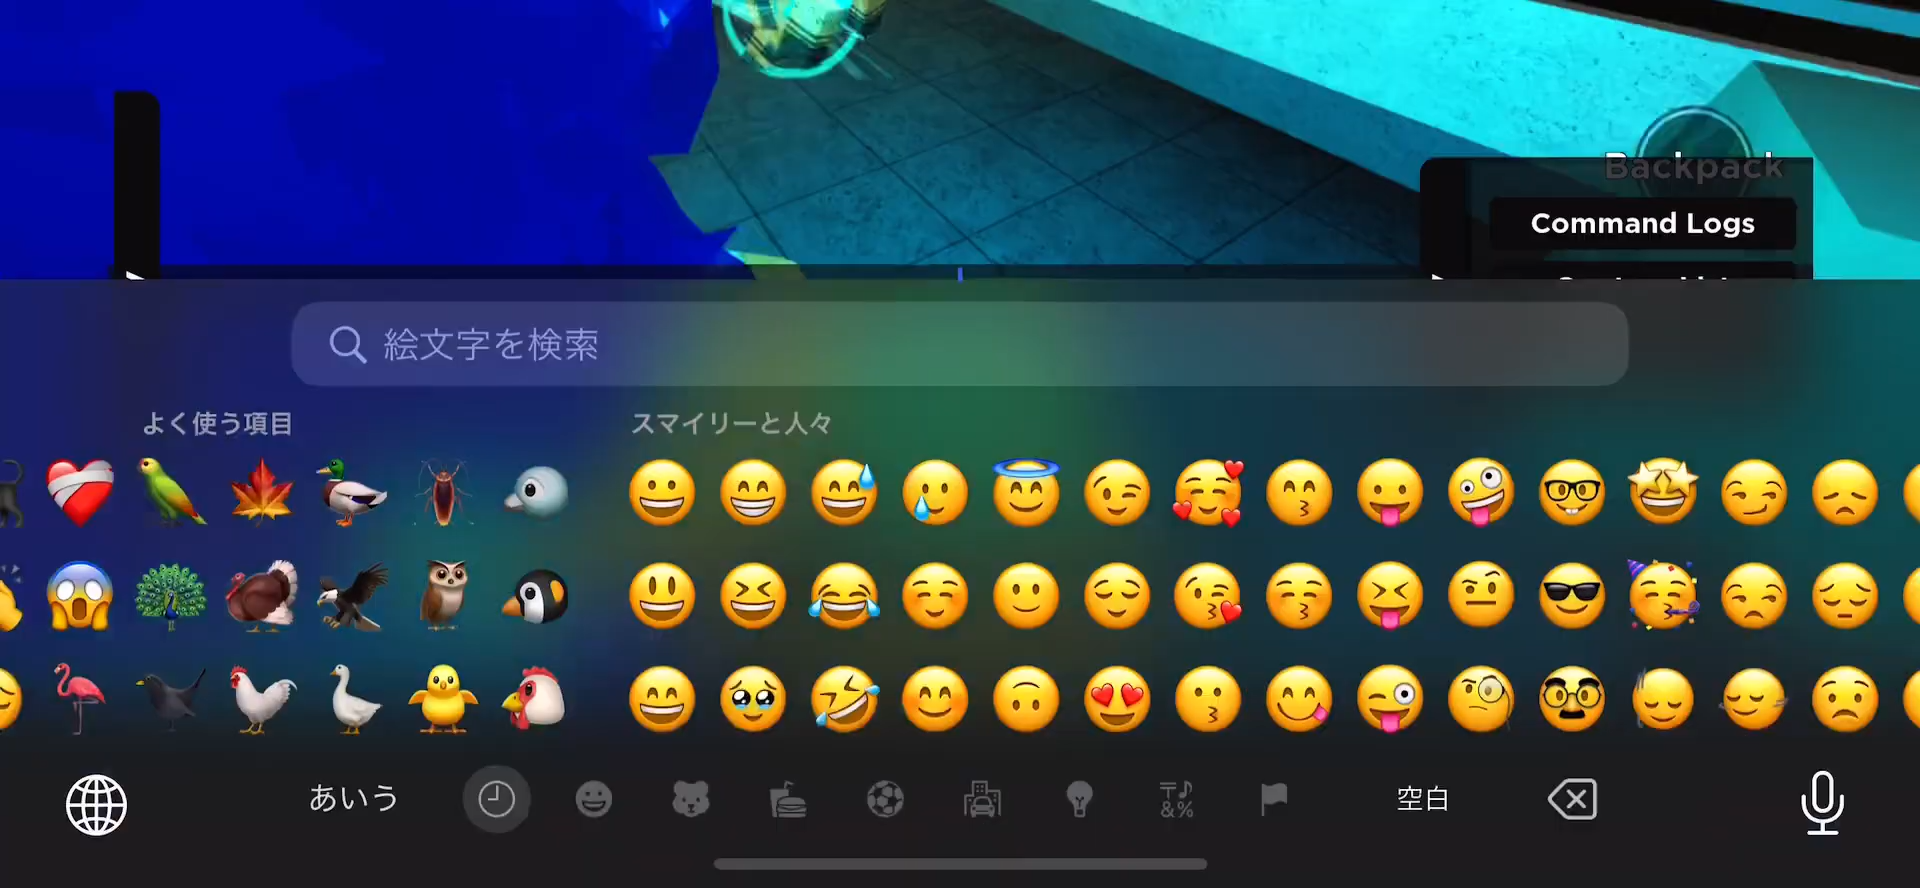 Backpack
Command Logs
絵文字を検索
よく使う項目
スマイリーと人々
あいう
&%
空白